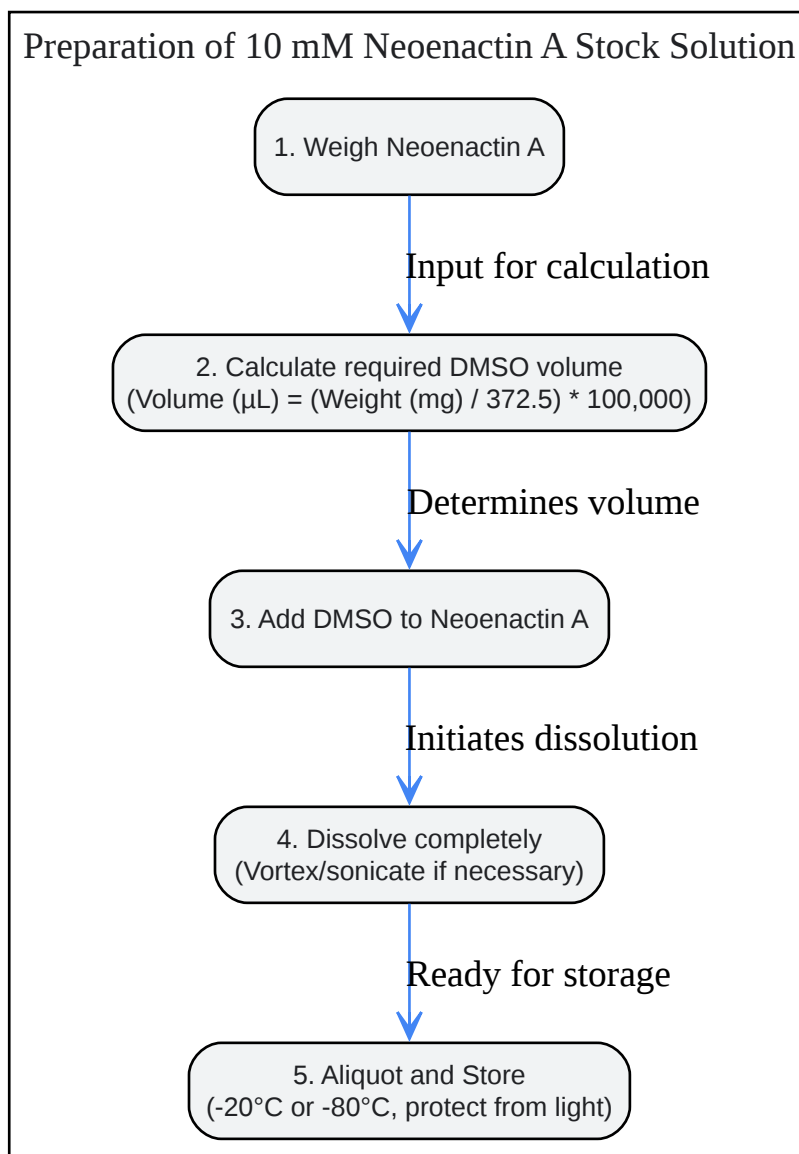 Preparation of 10 mM Neoenactin A Stock Solution
1. Weigh Neoenactin A
Input for calculation
2. Calculate required DMSO volume
(Volume (µL) = (Weight (mg) / 372.5) * 100,000)
Determines volume
3. Add DMSO to Neoenactin A
Initiates dissolution
4. Dissolve completely
(Vortex/sonicate if necessary)
Ready for storage
5. Aliquot and Store
(-20°C or -80°C, protect from light)